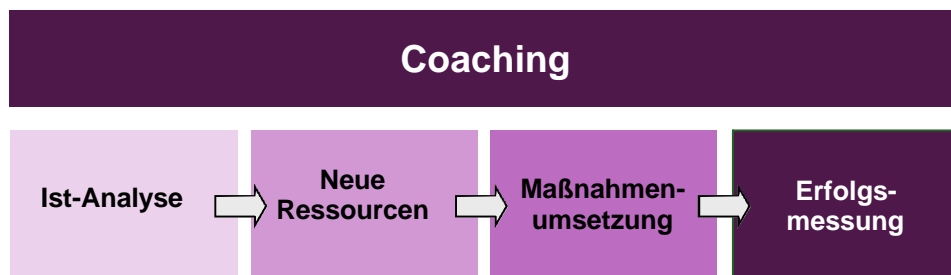 Coaching
Ist-Analyse
Neue
Ressourcen
Maßnahmen-
umsetzung
Erfolgs-
messung